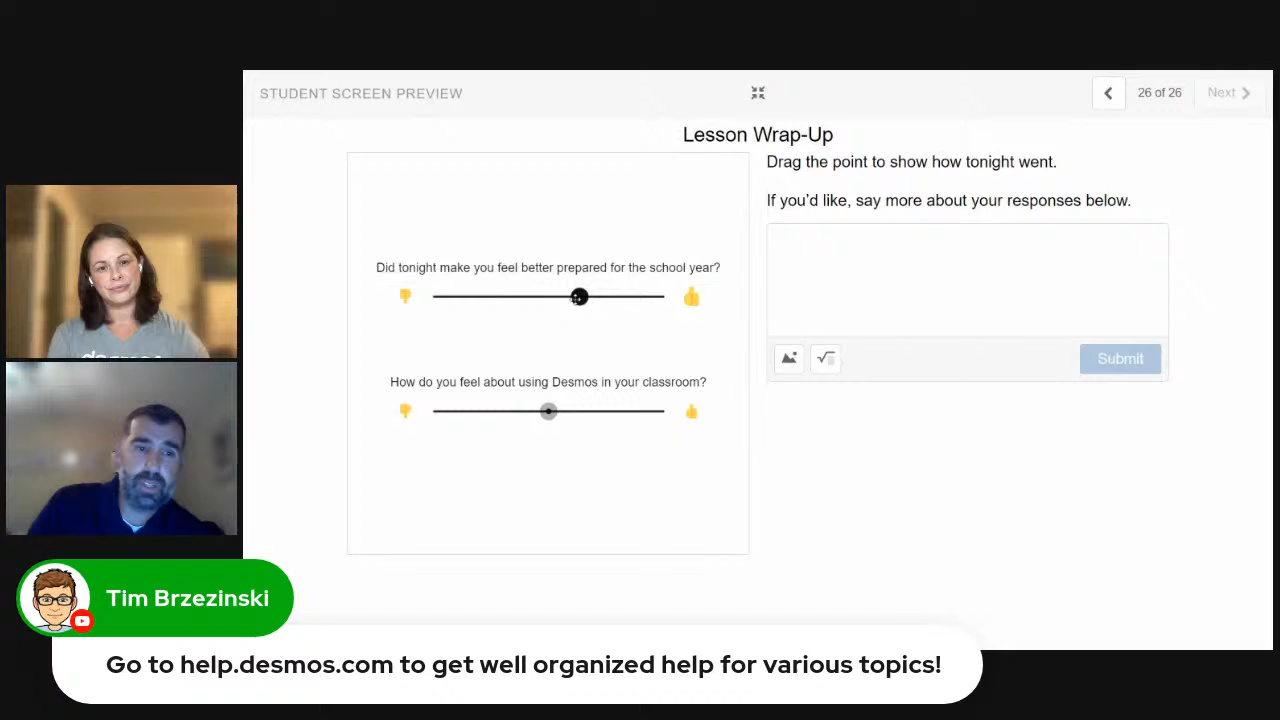 STUDENT SCREEN PREVIEW
26 of 26
Next
Lesson Wrap-Up
Drag the point to show how tonight went.
If you'd like, say more about your responses below.
Did tonight make you feel better prepared for the school year?
How do you feel about using Desmos in your classroom?
Submit
desmos
Tim Brzezinski
Go to help.desmos.com to get well organized help for various topics!